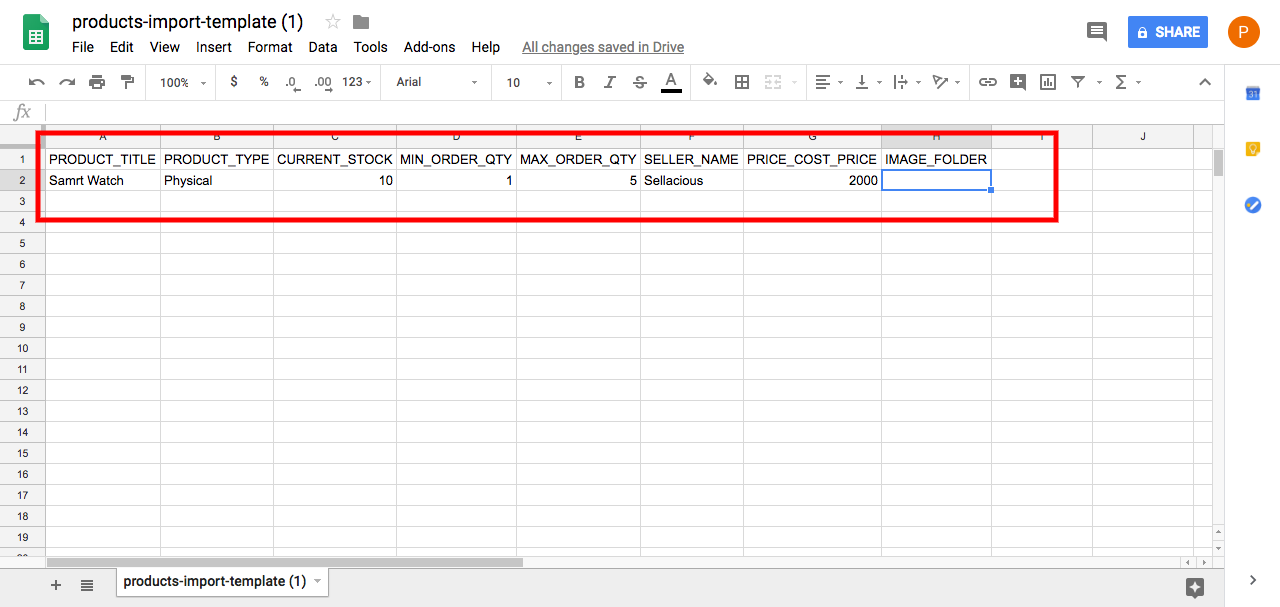 products-import-template (1)
File Edit View Insert Format Data Tools Add-ons Help All changes saved in Drive
SHARE P
100% $ % .0 .00 123 Arial 10 B I S A Σ
31
fx
A B C D E F G H I J
1 PRODUCT_TITLE PRODUCT_TYPE CURRENT_STOCK MIN_ORDER_QTY MAX_ORDER_QTY SELLER_NAME PRICE_COST_PRICE IMAGE_FOLDER
2 Samrt Watch Physical 10 1 5 Sellacious 2000
3
4
5
6
7
8
9
10
11
12
13
14
15
16
17
18
19
20
products-import-template (1)